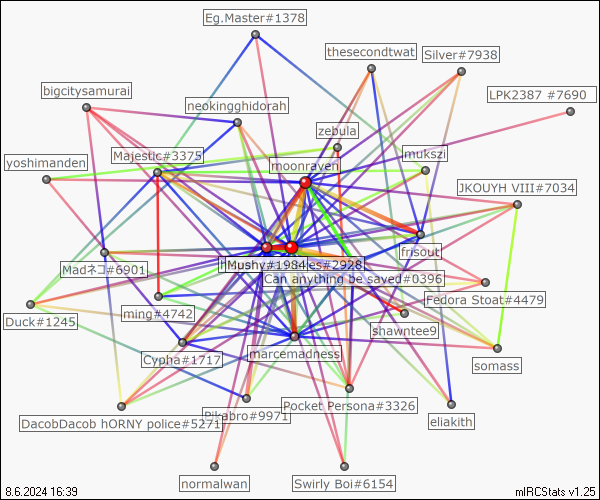 Eg.Master#1378
thesecondtwat
Silver#7938
LPK2387 #7690
bigcitysamurai
neokingghidorah
zebula
yoshimanden
Majestic#3375
moonraven
mukszi
JKOUYH VIII#7034
frisout
Madネコ#6901
Mushy#1984
es#2928
Can anything be saved#0396
Fedora Stoat#4479
Duck#1245
ming#4742
shawntee9
Cypha#1717
marcemadness
somass
DacobDacob hORNY police#5271
Pikabro#9971
Pocket Persona#3326
eliakith
normalwan
Swirly Boi#6154
8.6.2024 16:39
mIRCStats v1.25